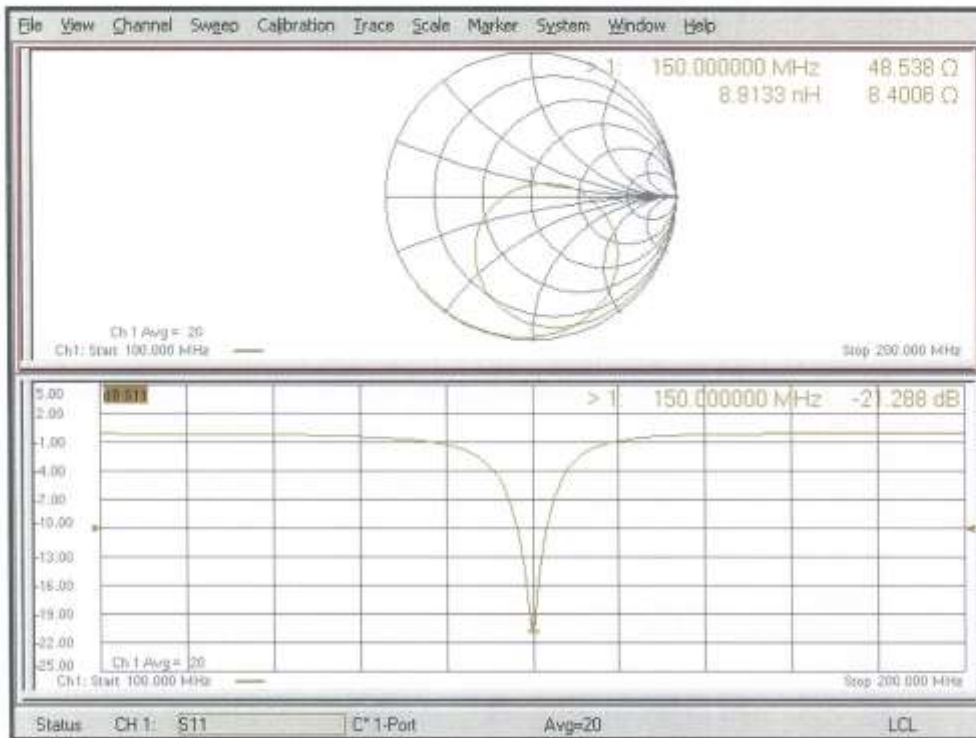 File View Channel Sweep Calibration Trace Scale Marker System Window Help
> 1: 150.000000 MHz 48.538 Ω
8.9133 nH 8.4006 Ω
Ch 1 Avg = 20
Ch1: Start 100.000 MHz
Stop 200.000 MHz
5.00
dB S11
> 1: 150.000000 MHz -21.288 dB
2.00
-1.00
-4.00
-7.00
-10.00
-13.00
-16.00
-19.00
-22.00
-25.00
Ch 1 Avg = 20
Ch1: Start 100.000 MHz
Stop 200.000 MHz
Status CH 1: S11 C* 1-Port Avg=20 LCL